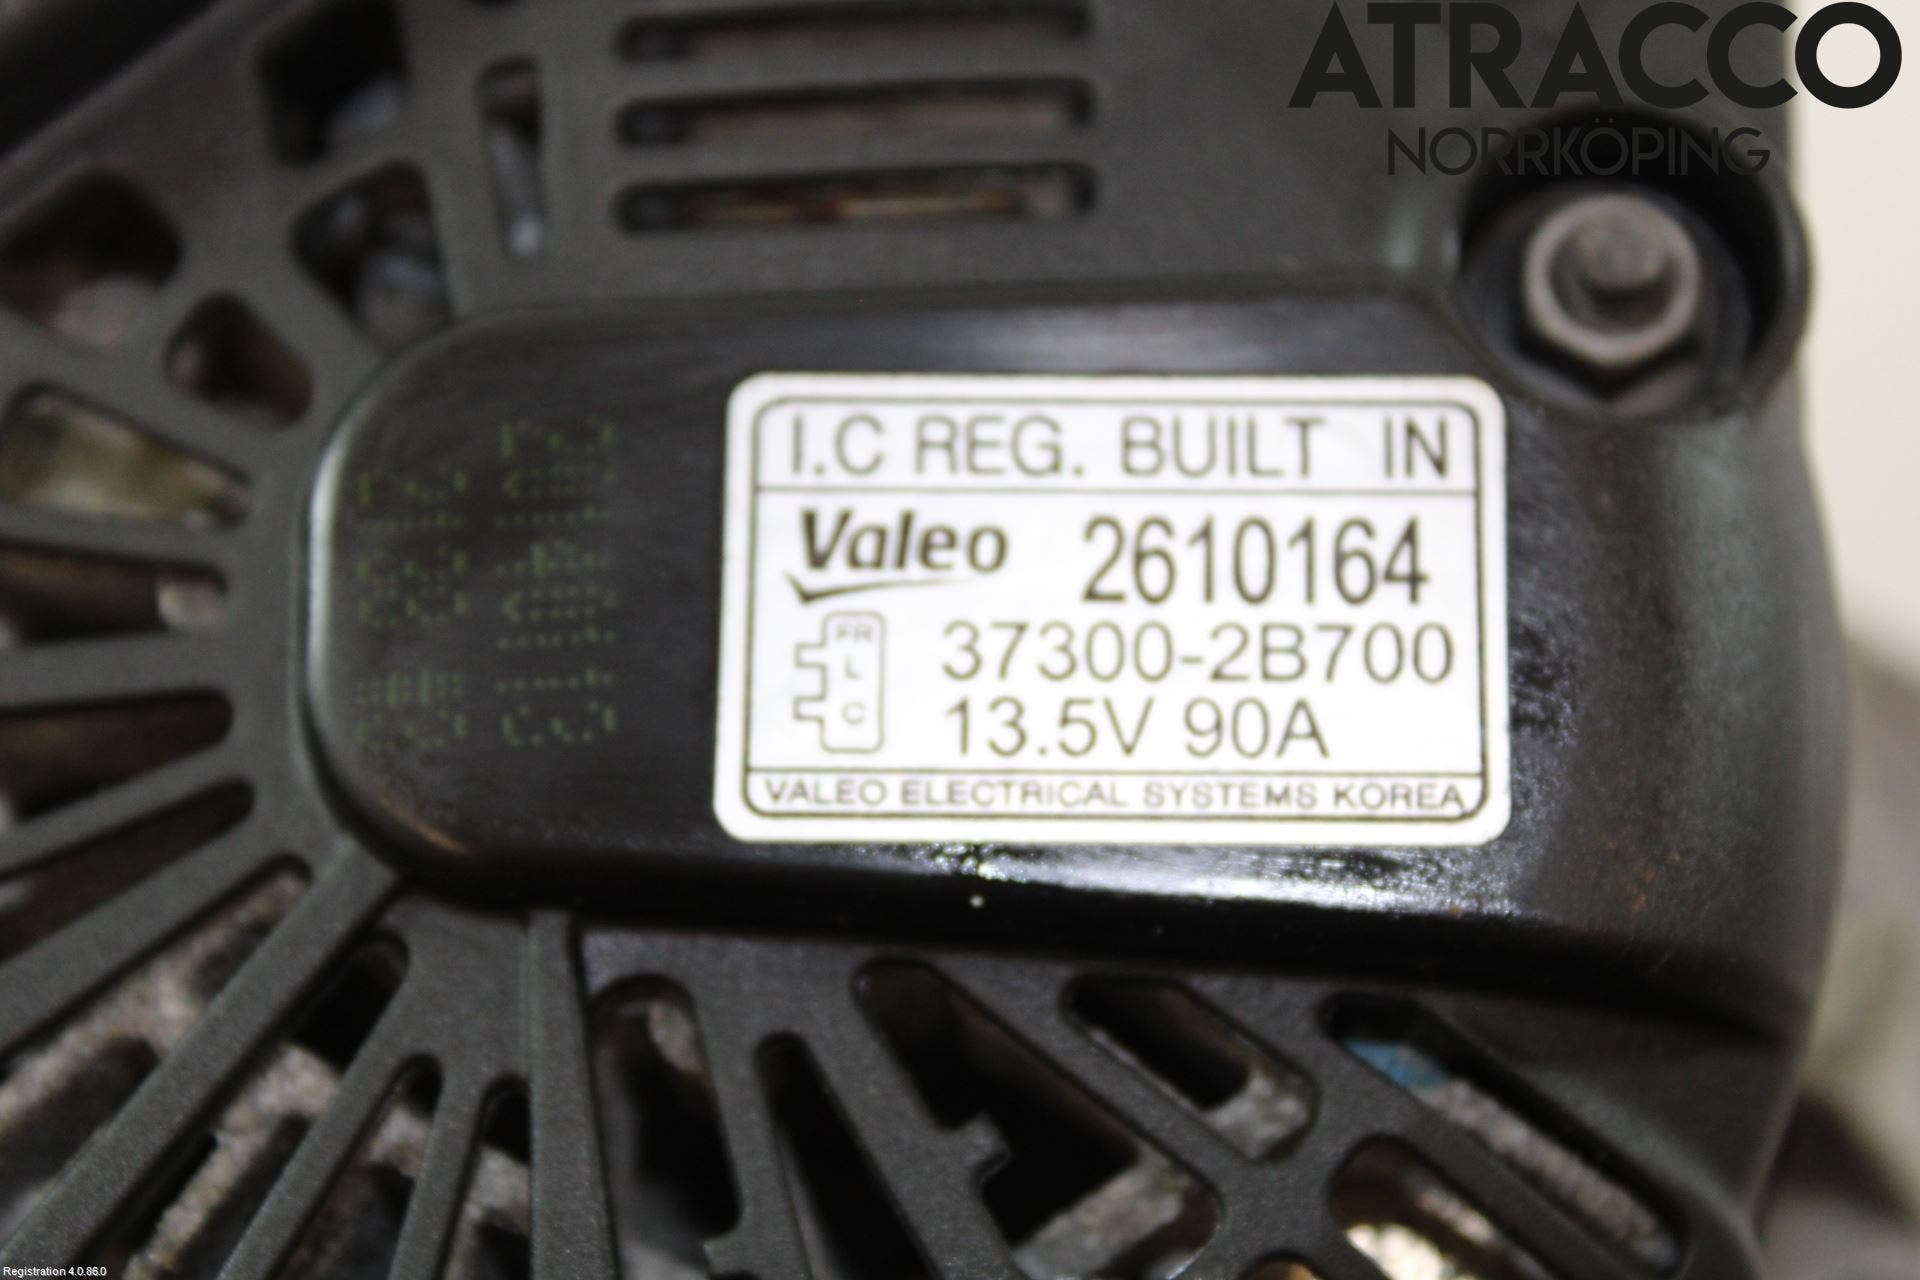 ATRACCO
NORRKÖPING
I.C REG. BUILT IN
Valeo 2610164
FR
L
C
37300-2B700
13.5V 90A
VALEO ELECTRICAL SYSTEMS KOREA
Registration 4.0.86.0